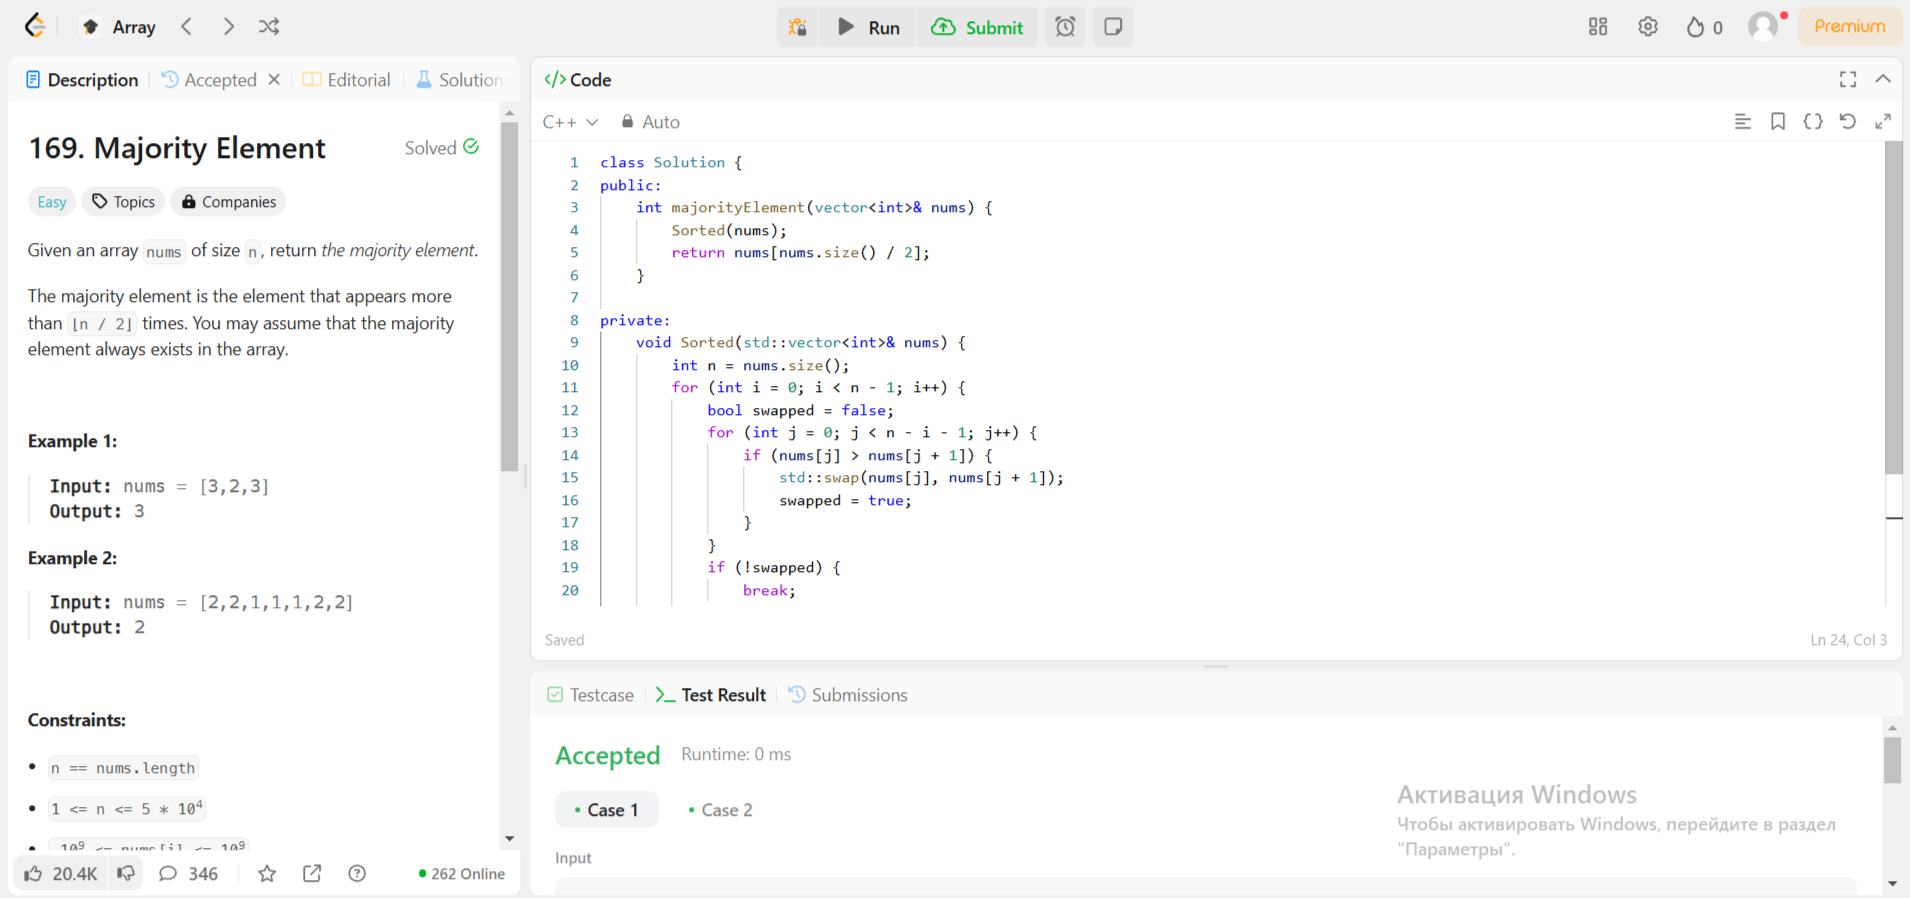 Array
Run
Submit
0
Premium
Description
Accepted
Editorial
Solution
169. Majority Element
Solved
Easy
Topics
Companies
Given an array nums of size n, return the majority element.
The majority element is the element that appears more
than ⌊n / 2⌋ times. You may assume that the majority
element always exists in the array.
Example 1:
Input: nums = [3,2,3]
Output: 3
Example 2:
Input: nums = [2,2,1,1,1,2,2]
Output: 2
Constraints:
n == nums.length
1 <= n <= 5 * 10⁴
-10⁹ <= nums[i] <= 10⁹
20.4K
346
262 Online
</> Code
C++
Auto
1 class Solution {
2 public:
3     int majorityElement(vector<int>& nums) {
4         Sorted(nums);
5         return nums[nums.size() / 2];
6     }
7
8 private:
9     void Sorted(std::vector<int>& nums) {
10         int n = nums.size();
11         for (int i = 0; i < n - 1; i++) {
12             bool swapped = false;
13             for (int j = 0; j < n - i - 1; j++) {
14                 if (nums[j] > nums[j + 1]) {
15                     std::swap(nums[j], nums[j + 1]);
16                     swapped = true;
17                 }
18             }
19             if (!swapped) {
20                 break;
Saved
Ln 24, Col 3
Testcase
Test Result
Submissions
Accepted
Runtime: 0 ms
Case 1
Case 2
Input
Активация Windows
Чтобы активировать Windows, перейдите в раздел
"Параметры".